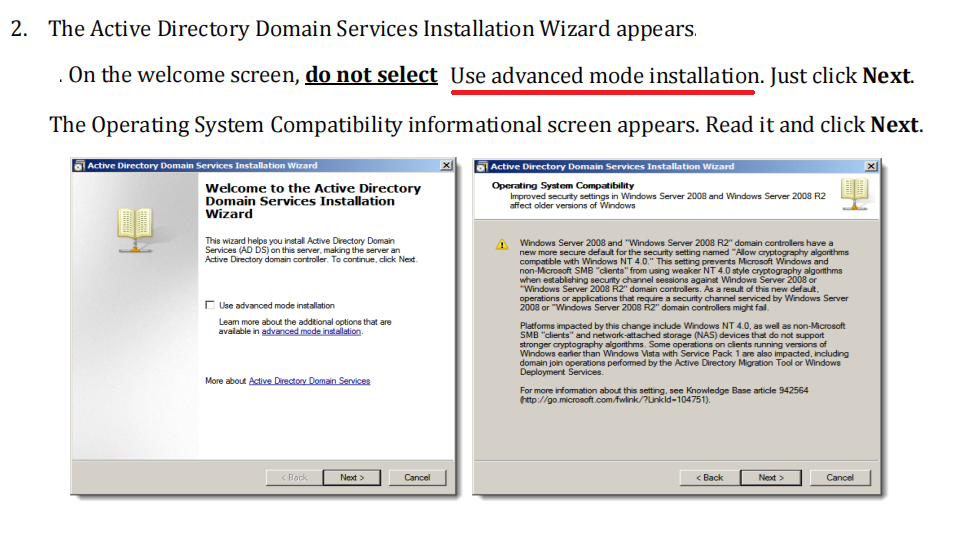 2. The Active Directory Domain Services Installation Wizard appears.
. On the welcome screen, do not select Use advanced mode installation. Just click Next.
The Operating System Compatibility informational screen appears. Read it and click Next.
Active Directory Domain Services Installation Wizard
Welcome to the Active Directory
Domain Services Installation
Wizard
This wizard helps you install Active Directory Domain
Services (AD DS) on this server, making the server an
Active Directory domain controller. To continue, click Next.
Use advanced mode installation
Learn more about the additional options that are
available in advanced mode installation.
More about Active Directory Domain Services
< Back
Next >
Cancel
Active Directory Domain Services Installation Wizard
Operating System Compatibility
Improved security settings in Windows Server 2008 and Windows Server 2008 R2
affect older versions of Windows
Windows Server 2008 and "Windows Server 2008 R2" domain controllers have a
new more secure default for the security setting named "Allow cryptography algorithms
compatible with Windows NT 4.0." This setting prevents Microsoft Windows and
non-Microsoft SMB "clients" from using weaker NT 4.0 style cryptography algorithms
when establishing security channel sessions against Windows Server 2008 or
"Windows Server 2008 R2" domain controllers. As a result of this new default,
operations or applications that require a security channel serviced by Windows Server
2008 or "Windows Server 2008 R2" domain controllers might fail.
Platforms impacted by this change include Windows NT 4.0, as well as non-Microsoft
SMB "clients" and network-attached storage (NAS) devices that do not support
stronger cryptography algorithms. Some operations on clients running versions of
Windows earlier than Windows Vista with Service Pack 1 are also impacted, including
domain join operations performed by the Active Directory Migration Tool or Windows
Deployment Services.
For more information about this setting, see Knowledge Base article 942564
(http://go.microsoft.com/fwlink/?LinkId=104751).
< Back
Next >
Cancel